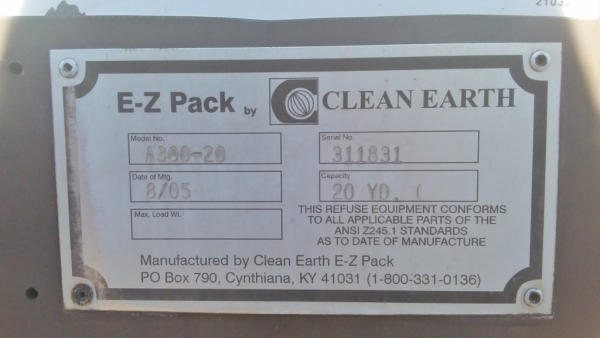 E-Z Pack by CLEAN EARTH
Model No.
Serial No.
311831
Date of Mfg.
8/05
Capacity
20 YD. (
Max. Load Wt.
THIS REFUSE EQUIPMENT CONFORMS
TO ALL APPLICABLE PARTS OF THE
ANSI Z245.1 STANDARDS
AS TO DATE OF MANUFACTURE
Manufactured by Clean Earth E-Z Pack
PO Box 790, Cynthiana, KY 41031 (1-800-331-0136)